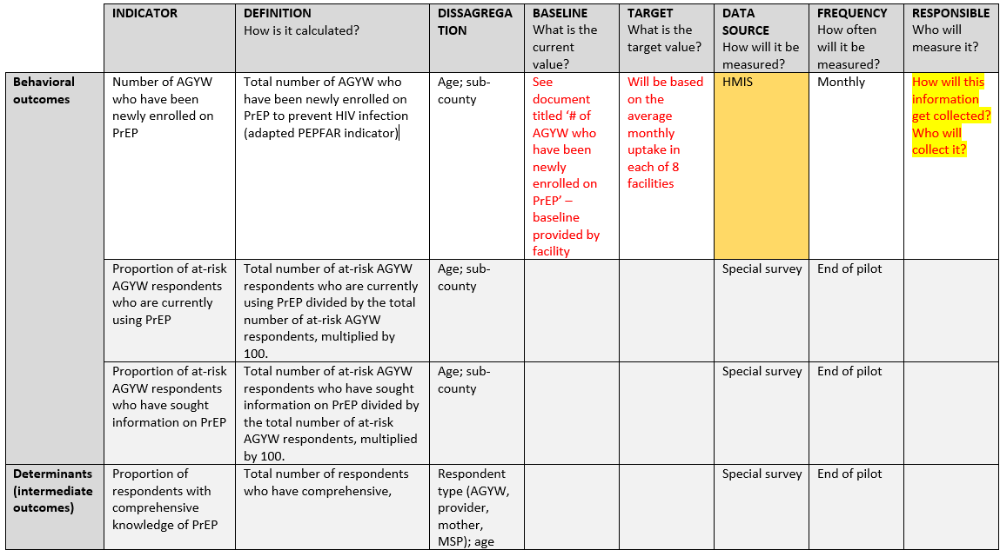 INDICATOR
DEFINITION
How is it calculated?
DISSAGREGA
TION
BASELINE
What is the
current
value?
TARGET
What is the
target value?
DATA
SOURCE
How will it be
measured?
FREQUENCY
How often
will it be
measured?
RESPONSIBLE
Who will
measure it?
Behavioral
outcomes
Number of AGYW
who have been
newly enrolled on
PrEP
Total number of AGYW who
have been newly enrolled on
PrEP to prevent HIV infection
(adapted PEPFAR indicator)
Age; sub-
county
See
document
titled ‘# of
AGYW who
have been
newly
enrolled on
PrEP’ –
baseline
provided by
facility
Will be based
on the
average
monthly
uptake in
each of 8
facilities
HMIS
Monthly
How will this
information
get collected?
Who will
collect it?
Proportion of at-risk
AGYW respondents
who are currently
using PrEP
Total number of at-risk AGYW
respondents who are currently
using PrEP divided by the total
number of at-risk AGYW
respondents, multiplied by
100.
Age; sub-
county
Special survey
End of pilot
Proportion of at-risk
AGYW respondents
who have sought
information on PrEP
Total number of at-risk AGYW
respondents who have sought
information on PrEP divided by
the total number of at-risk
AGYW respondents, multiplied
by 100.
Age; sub-
county
Special survey
End of pilot
Determinants
(intermediate
outcomes)
Proportion of
respondents with
comprehensive
knowledge of PrEP
Total number of respondents
who have comprehensive,
Respondent
type (AGYW,
provider,
mother,
MSP); age
Special survey
End of pilot